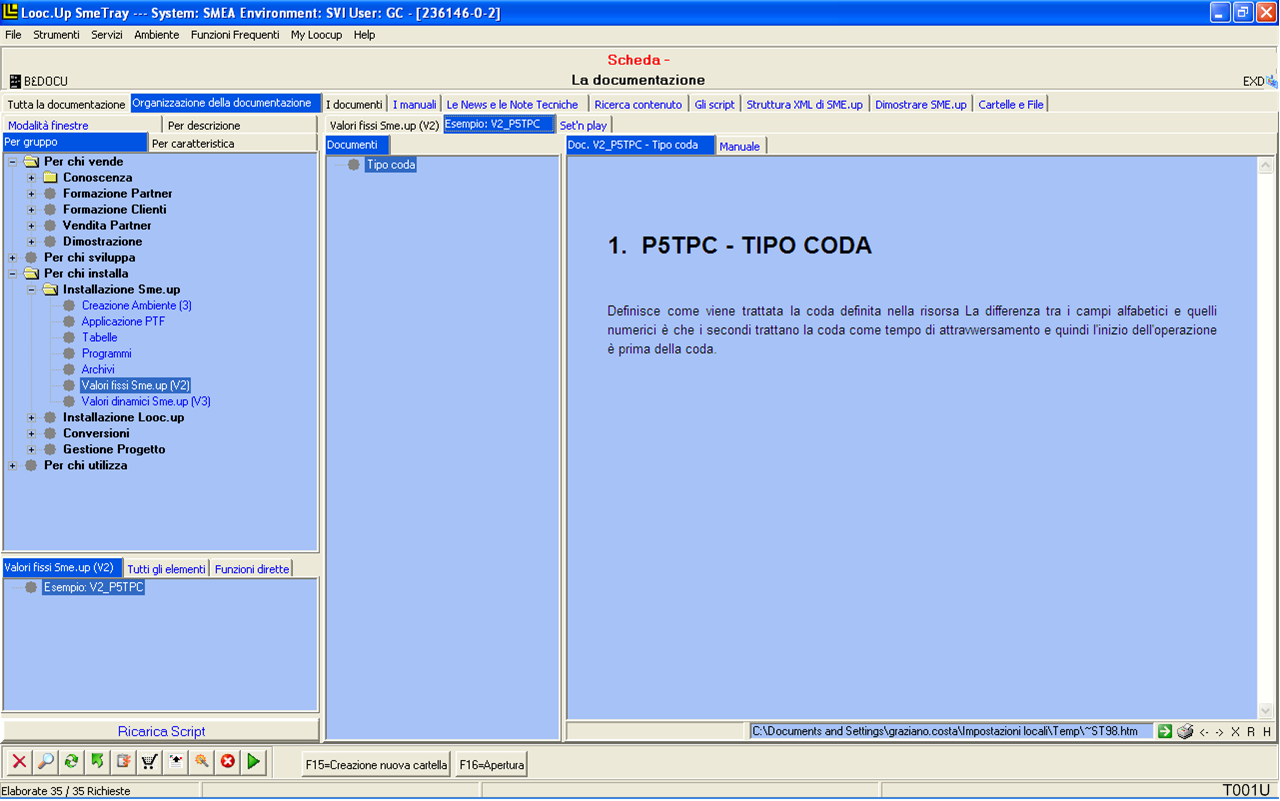 Looc.Up SmeTray --- System: SMEA Environment: SVI User: GC - [236146-0-2]
File Strumenti Servizi Ambiente Funzioni Frequenti My Loocup Help
Scheda -
B£DOCU La documentazione EXD
Tutta la documentazione Organizzazione della documentazione I documenti I manuali Le News e le Note Tecniche Ricerca contenuto Gli script Struttura XML di SME.up Dimostrare SME.up Cartelle e File
Modalità finestre Per descrizione Valori fissi Sme.up (V2) Esempio: V2_P5TPC Set'n play
Per gruppo Per caratteristica Documenti Doc. V2_P5TPC - Tipo coda Manuale
Per chi vende
Conoscenza
Formazione Partner
Formazione Clienti
Vendita Partner
Dimostrazione
Per chi sviluppa
Per chi installa
Installazione Sme.up
Creazione Ambiente (3)
Applicazione PTF
Tabelle
Programmi
Archivi
Valori fissi Sme.up (V2)
Valori dinamici Sme.up (V3)
Installazione Looc.up
Conversioni
Gestione Progetto
Per chi utilizza
Tipo coda
1. P5TPC - TIPO CODA
Definisce come viene trattata la coda definita nella risorsa La differenza tra i campi alfabetici e quelli
numerici è che i secondi trattano la coda come tempo di attravwersamento e quindi l'inizio dell'operazione
è prima della coda.
Valori fissi Sme.up (V2) Tutti gli elementi Funzioni dirette
Esempio: V2_P5TPC
Ricarica Script
C:\Documents and Settings\graziano.costa\Impostazioni locali\Temp\~ST98.htm <- -> X R H
F15=Creazione nuova cartella F16=Apertura
Elaborate 35 / 35 Richieste T001U